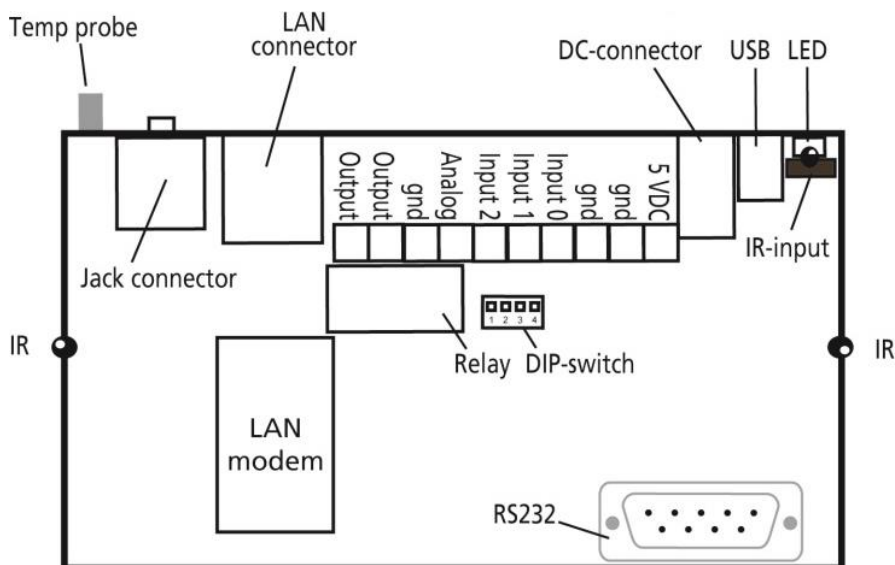 Temp probe
LAN
connector
DC-connector
USB
LED
Output
Output
gnd
Analog
Input 2
Input 1
Input 0
gnd
gnd
5 VDC
IR-input
Jack connector
1 2 3 4
IR
IR
Relay
DIP-switch
LAN
modem
RS232